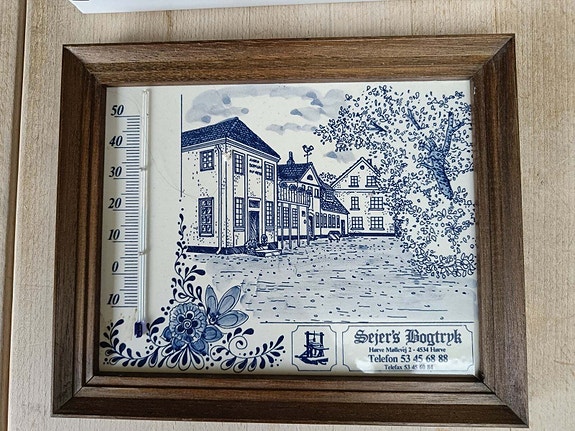 50
40
30
20
10
0
10
Sejer's Bogtryk
Hørve Møllevej 2 - 4534 Hørve
Telefon 53 45 68 88
Telefax 53 45